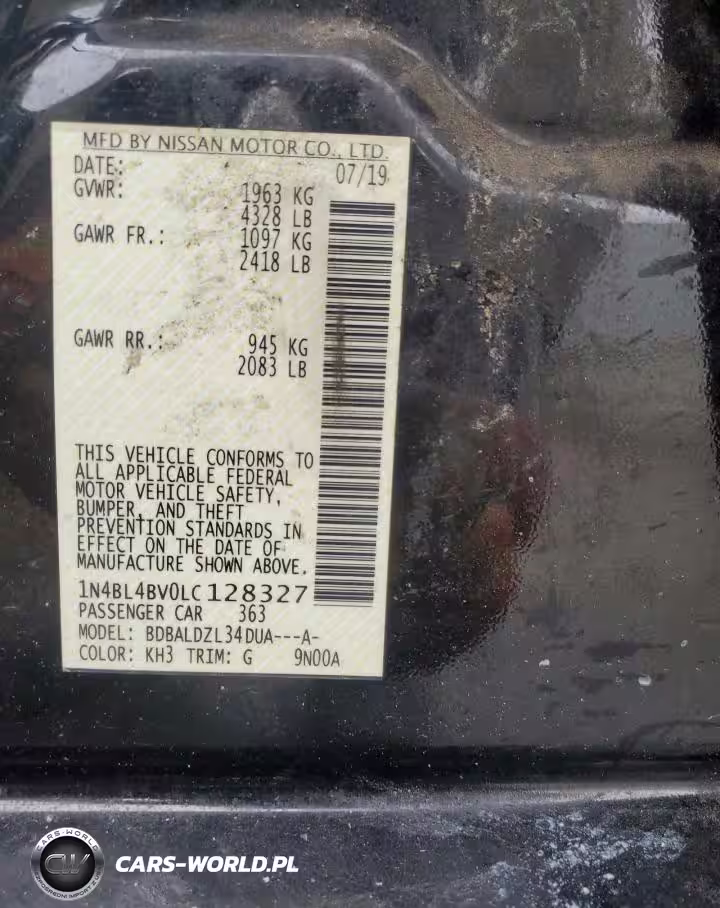 MFD BY NISSAN MOTOR CO., LTD.
DATE: 07/19
GVWR: 1963 KG
4328 LB
GAWR FR.: 1097 KG
2418 LB
GAWR RR.: 945 KG
2083 LB
THIS VEHICLE CONFORMS TO
ALL APPLICABLE FEDERAL
MOTOR VEHICLE SAFETY,
BUMPER, AND THEFT
PREVENTION STANDARDS IN
EFFECT ON THE DATE OF
MANUFACTURE SHOWN ABOVE.
1N4BL4BV0LC128327
PASSENGER CAR 363
MODEL: BDBALDZL34DUA---A-
COLOR: KH3 TRIM: G 9N00A
CARS-WORLD
CW
CARS-WORLD.PL